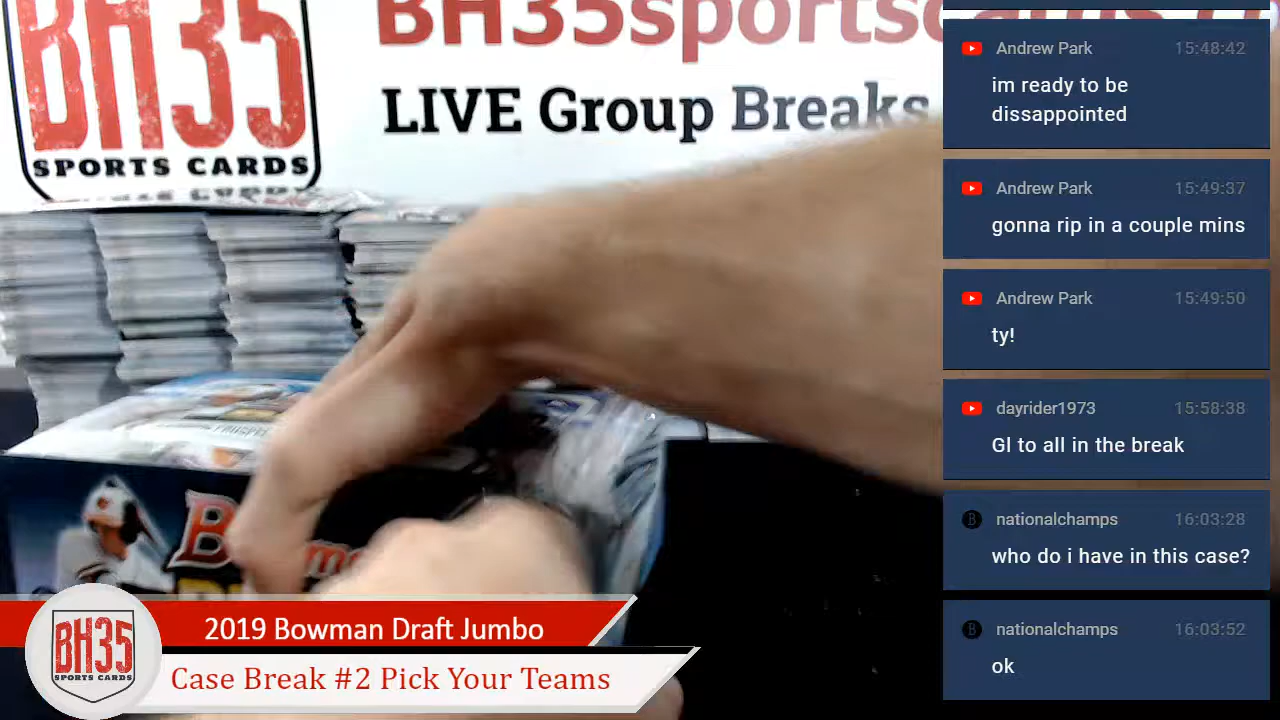 BH35
SPORTS CARDS
BH35sportscards.
LIVE Group Breaks
Andrew Park 15:48:42
im ready to be
dissappointed
Andrew Park 15:49:37
gonna rip in a couple mins
Andrew Park 15:49:50
ty!
dayrider1973 15:58:38
Gl to all in the break
nationalchamps 16:03:28
who do i have in this case?
nationalchamps 16:03:52
ok
2019 Bowman Draft Jumbo
Case Break #2 Pick Your Teams
BH35
SPORTS CARDS